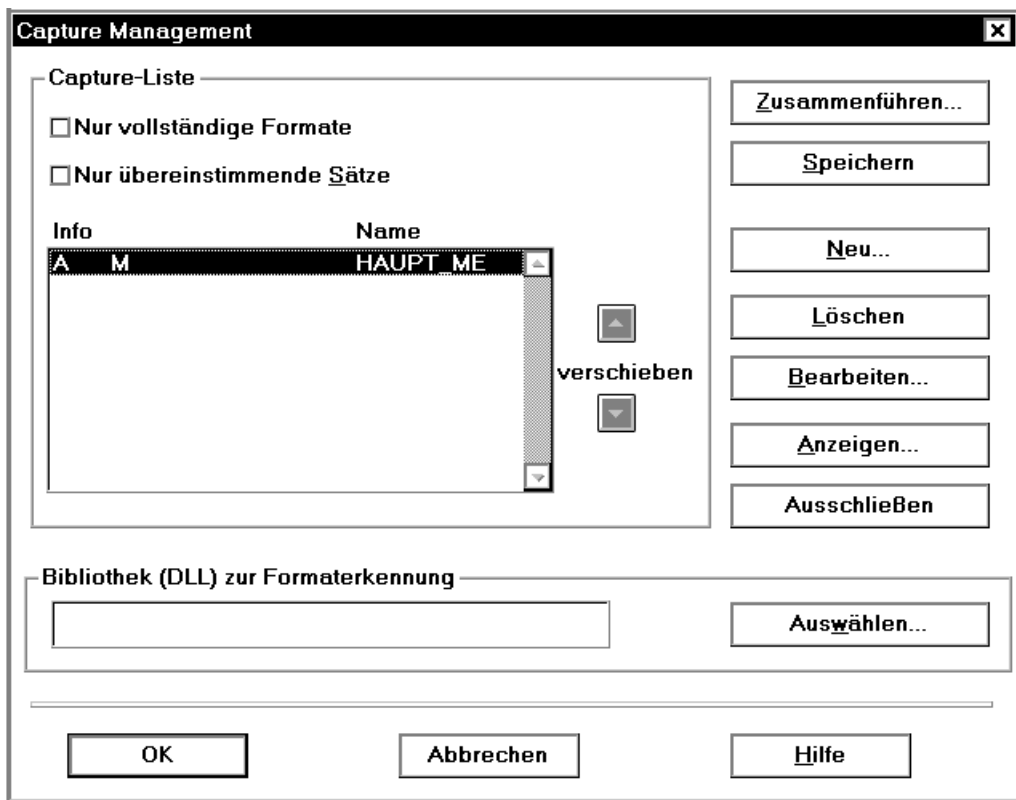 Capture Management
Capture-Liste
Nur vollständige Formate
Nur übereinstimmende Sätze
Info Name
A M HAUPT_ME
verschieben
Zusammenführen...
Speichern
Neu...
Löschen
Bearbeiten...
Anzeigen...
Ausschließen
Bibliothek (DLL) zur Formaterkennung
Auswählen...
OK Abbrechen Hilfe